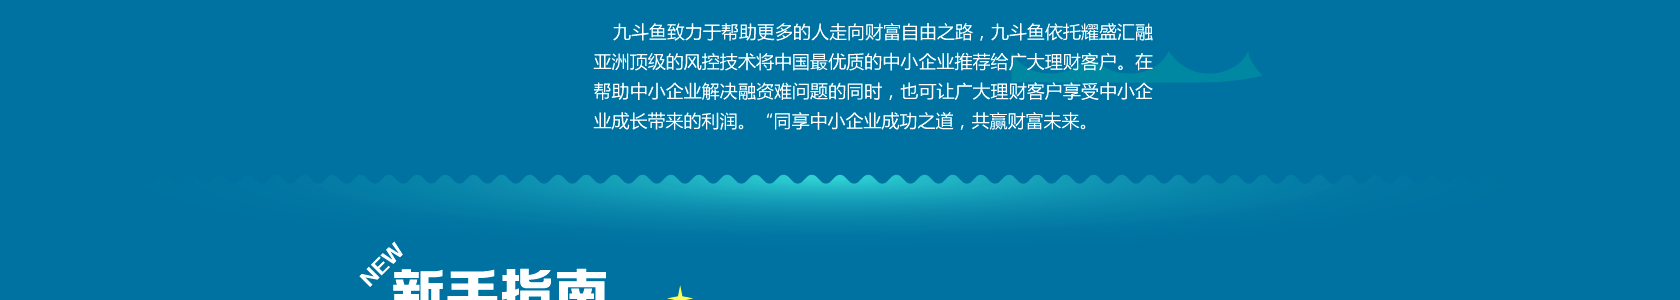 九斗鱼致力于帮助更多的人走向财富自由之路，九斗鱼依托耀盛汇融
亚洲顶级的风控技术将中国最优质的中小企业推荐给广大理财客户。在
帮助中小企业解决融资难问题的同时，也可让广大理财客户享受中小企
业成长带来的利润。“同享中小企业成功之道，共赢财富未来。
NEW
新手指南